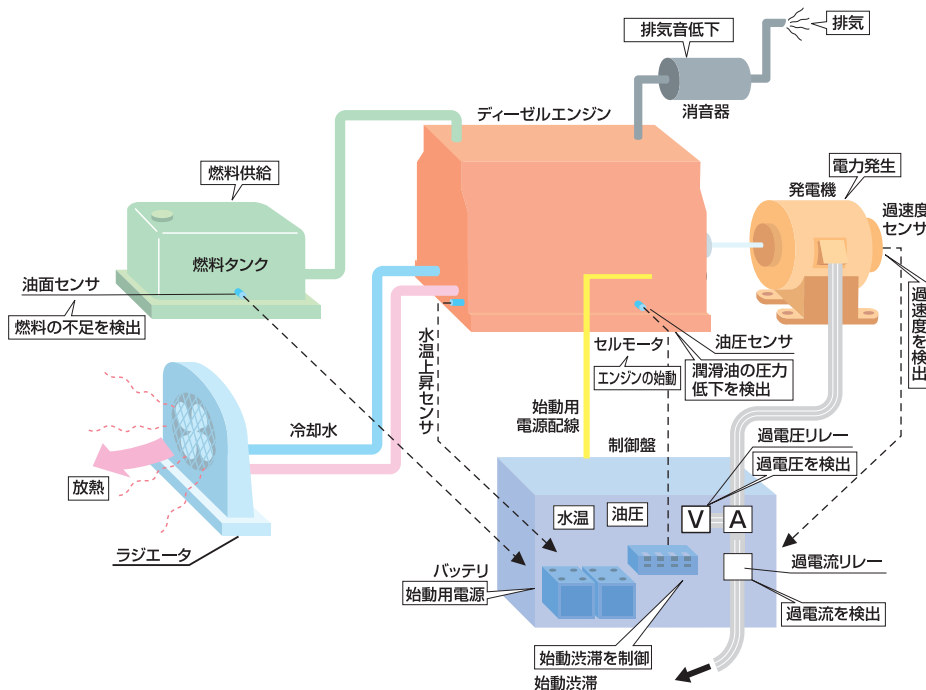 排気
排気音低下
消音器
ディーゼルエンジン
燃料供給
電力発生
発電機
過速度
センサ
燃料タンク
油面センサ
燃料の不足を検出
過速度を検出
水温上昇センサ
油圧センサ
セルモータ
エンジンの始動
潤滑油の圧力
低下を検出
冷却水
始動用
電源配線
制御盤
過電圧リレー
過電圧を検出
放熱
水温
油圧
V
A
ラジエータ
バッテリ
始動用電源
過電流リレー
過電流を検出
始動渋滞を制御
始動渋滞